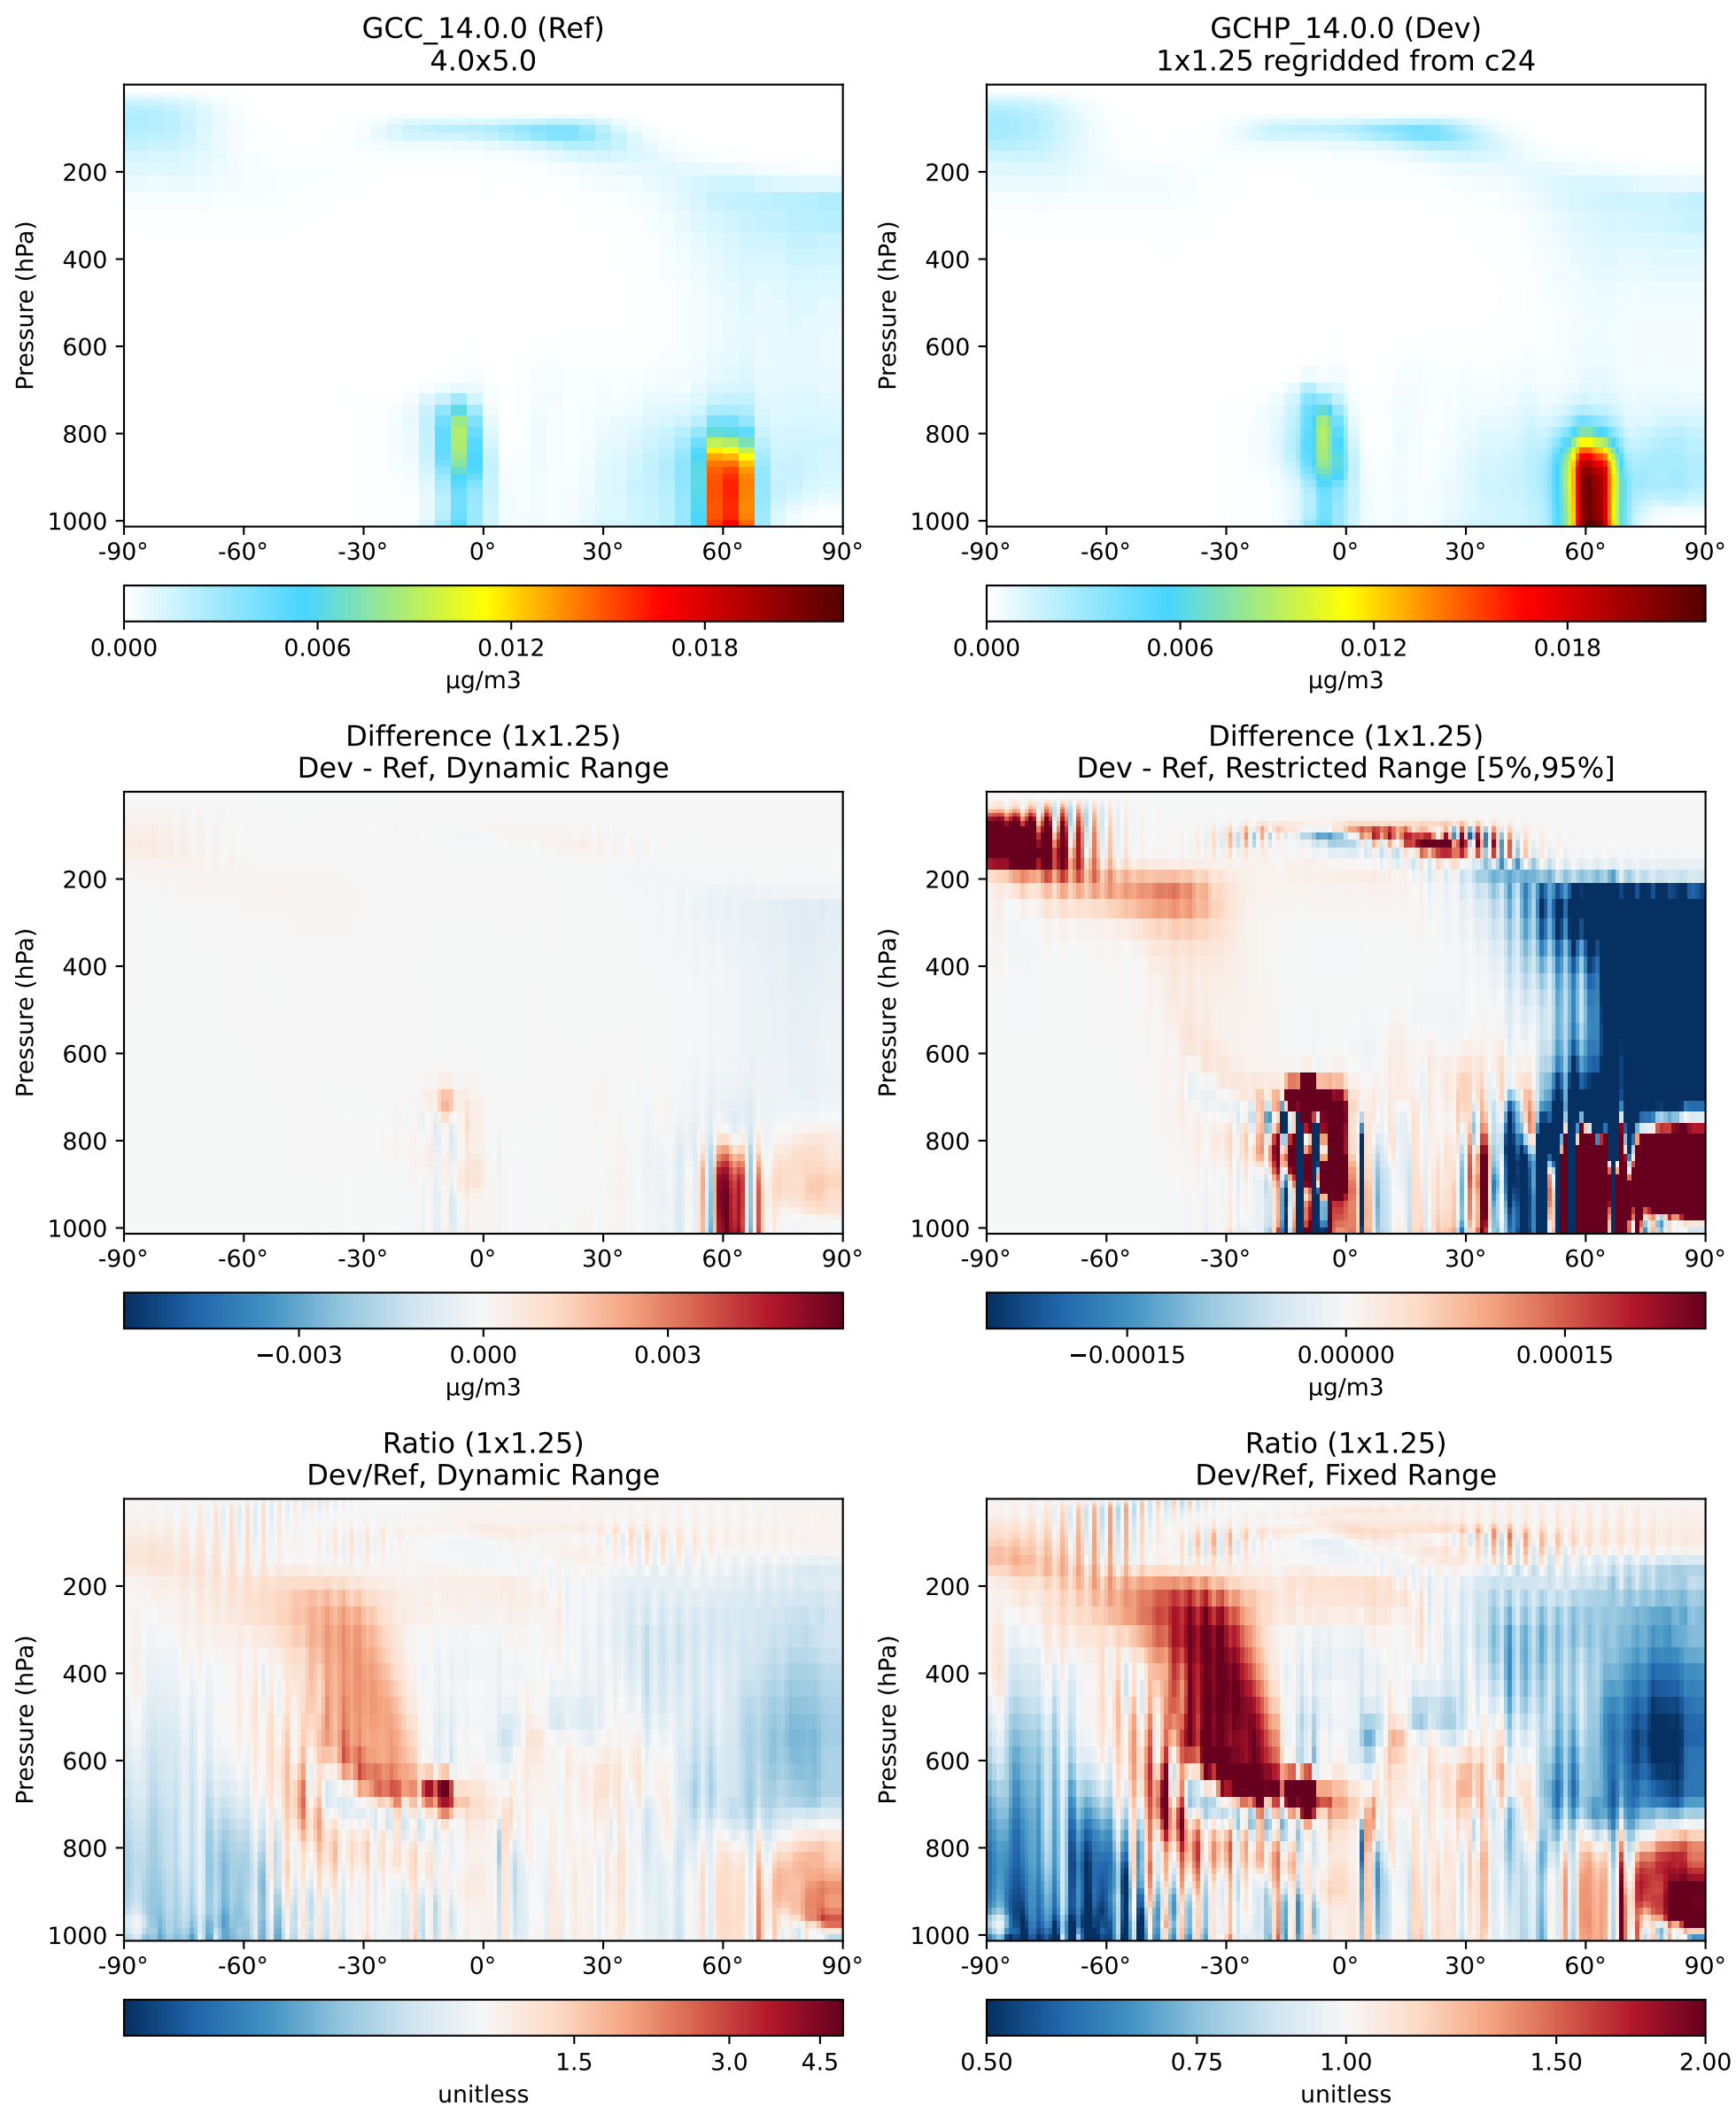 GCC_14.0.0 (Ref)
4.0x5.0
GCHP_14.0.0 (Dev)
1x1.25 regridded from c24
Pressure (hPa)
200
400
600
800
1000
-90° -60° -30° 0° 30° 60° 90°
0.000 0.006 0.012 0.018
μg/m3
Pressure (hPa)
200
400
600
800
1000
-90° -60° -30° 0° 30° 60° 90°
0.000 0.006 0.012 0.018
μg/m3
Difference (1x1.25)
Dev - Ref, Dynamic Range
Difference (1x1.25)
Dev - Ref, Restricted Range [5%,95%]
Pressure (hPa)
200
400
600
800
1000
-90° -60° -30° 0° 30° 60° 90°
−0.003 0.000 0.003
μg/m3
Pressure (hPa)
200
400
600
800
1000
-90° -60° -30° 0° 30° 60° 90°
−0.00015 0.00000 0.00015
μg/m3
Ratio (1x1.25)
Dev/Ref, Dynamic Range
Ratio (1x1.25)
Dev/Ref, Fixed Range
Pressure (hPa)
200
400
600
800
1000
-90° -60° -30° 0° 30° 60° 90°
1.5 3.0 4.5
unitless
Pressure (hPa)
200
400
600
800
1000
-90° -60° -30° 0° 30° 60° 90°
0.50 0.75 1.00 1.50 2.00
unitless